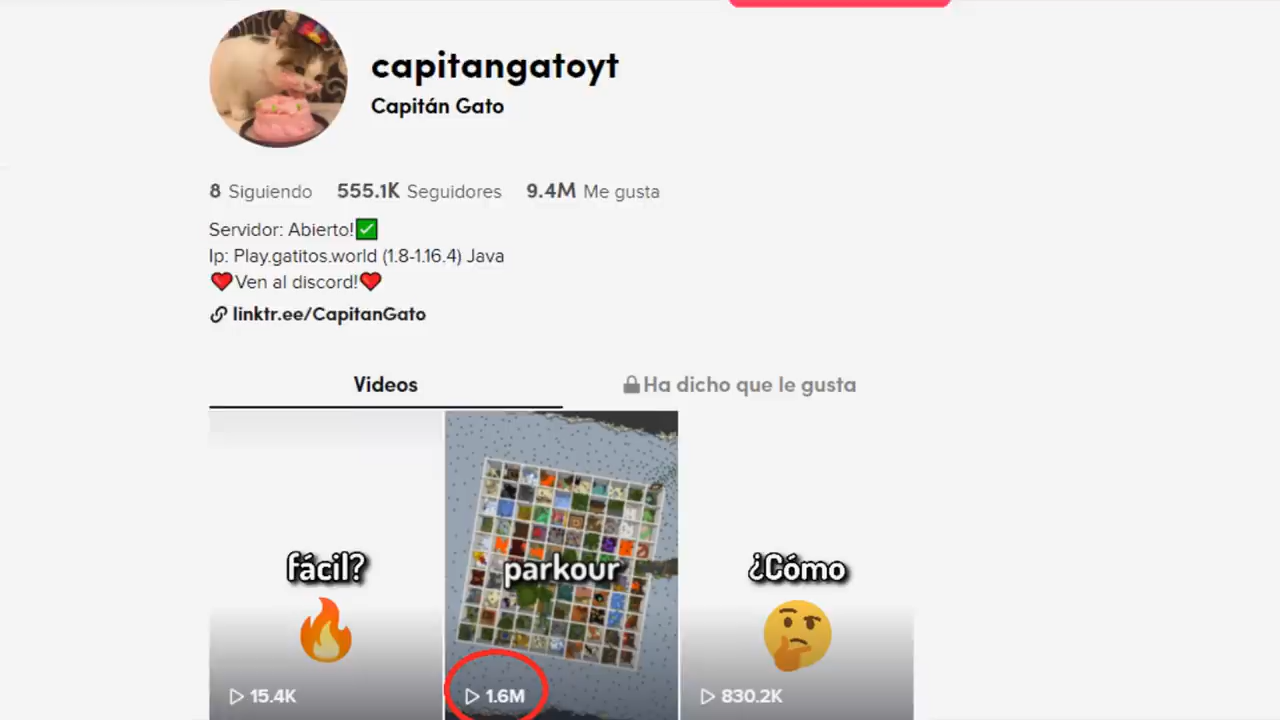 capitangatoyt
Capitán Gato
8 Siguiendo 555.1K Seguidores 9.4M Me gusta
Servidor: Abierto!✅
Ip: Play.gatitos.world (1.8-1.16.4) Java
❤️Ven al discord!❤️
linktr.ee/CapitanGato
Videos Ha dicho que le gusta
fácil? parkour ¿Cómo
15.4K 1.6M 830.2K